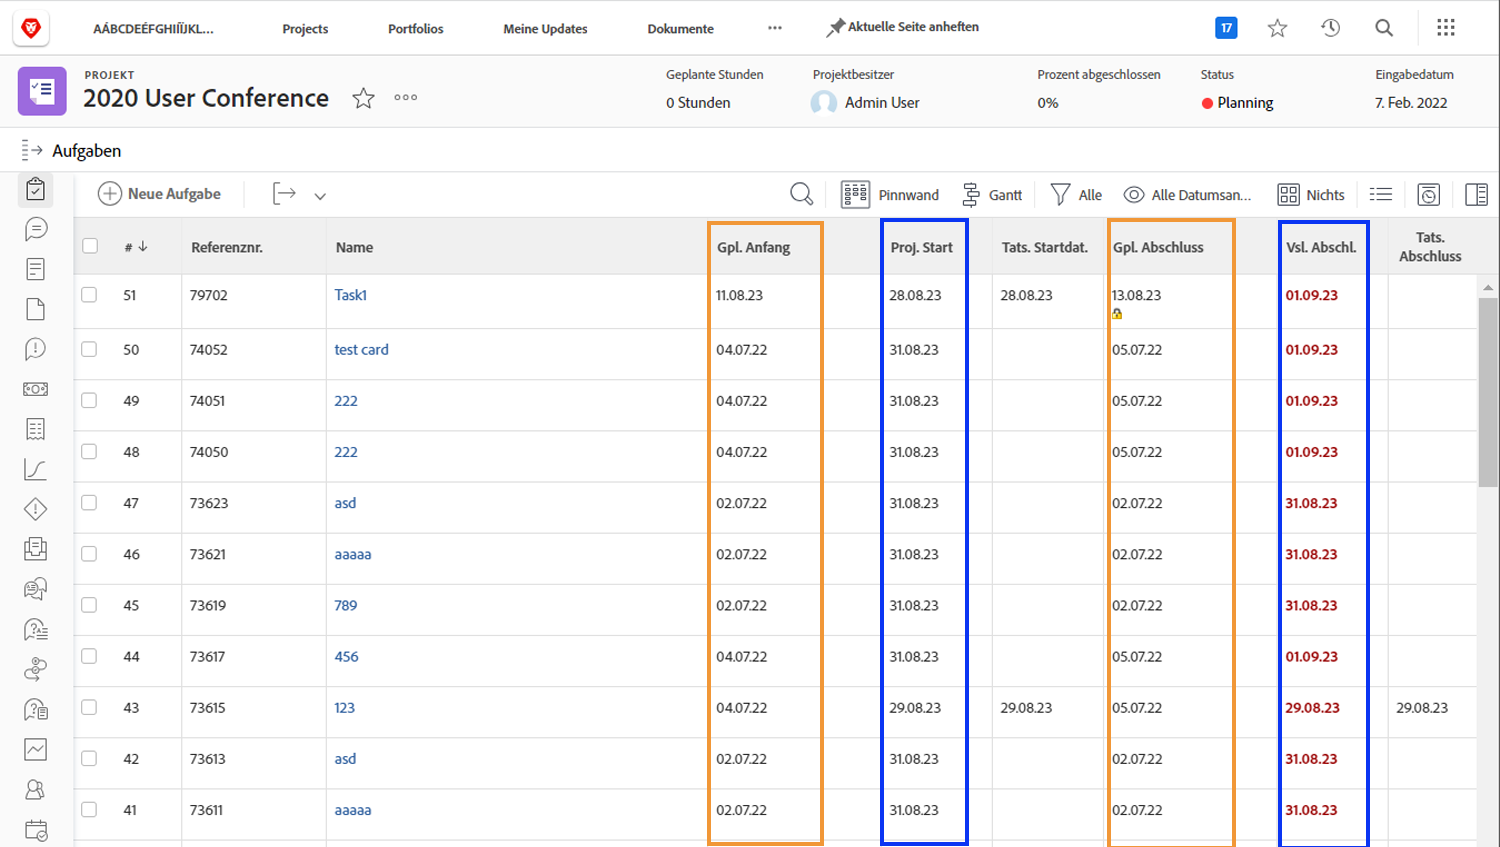 AÁBCDEÉFGHIÍÏJKL...
Projects
Portfolios
Meine Updates
Dokumente
Aktuelle Seite anheften
17
PROJEKT
2020 User Conference
Geplante Stunden
0 Stunden
Projektbesitzer
Admin User
Prozent abgeschlossen
0%
Status
Planning
Eingabedatum
7. Feb. 2022
Aufgaben
Neue Aufgabe
Pinnwand
Gantt
Alle
Alle Datumsan...
Nichts
# Referenznr. Name Gpl. Anfang Proj. Start Tats. Startdat. Gpl. Abschluss Vsl. Abschl. Tats. Abschluss
51 79702 Task1 11.08.23 28.08.23 28.08.23 13.08.23 01.09.23
50 74052 test card 04.07.22 31.08.23 05.07.22 01.09.23
49 74051 222 04.07.22 31.08.23 05.07.22 01.09.23
48 74050 222 04.07.22 31.08.23 05.07.22 01.09.23
47 73623 asd 02.07.22 31.08.23 02.07.22 31.08.23
46 73621 aaaaa 02.07.22 31.08.23 02.07.22 31.08.23
45 73619 789 02.07.22 31.08.23 02.07.22 31.08.23
44 73617 456 04.07.22 31.08.23 05.07.22 01.09.23
43 73615 123 04.07.22 29.08.23 29.08.23 05.07.22 29.08.23 29.08.23
42 73613 asd 02.07.22 31.08.23 02.07.22 31.08.23
41 73611 aaaaa 02.07.22 31.08.23 02.07.22 31.08.23